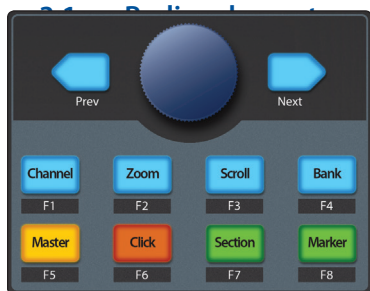 Prev Next
Channel Zoom Scroll Bank
F1 F2 F3 F4
Master Click Section Marker
F5 F6 F7 F8